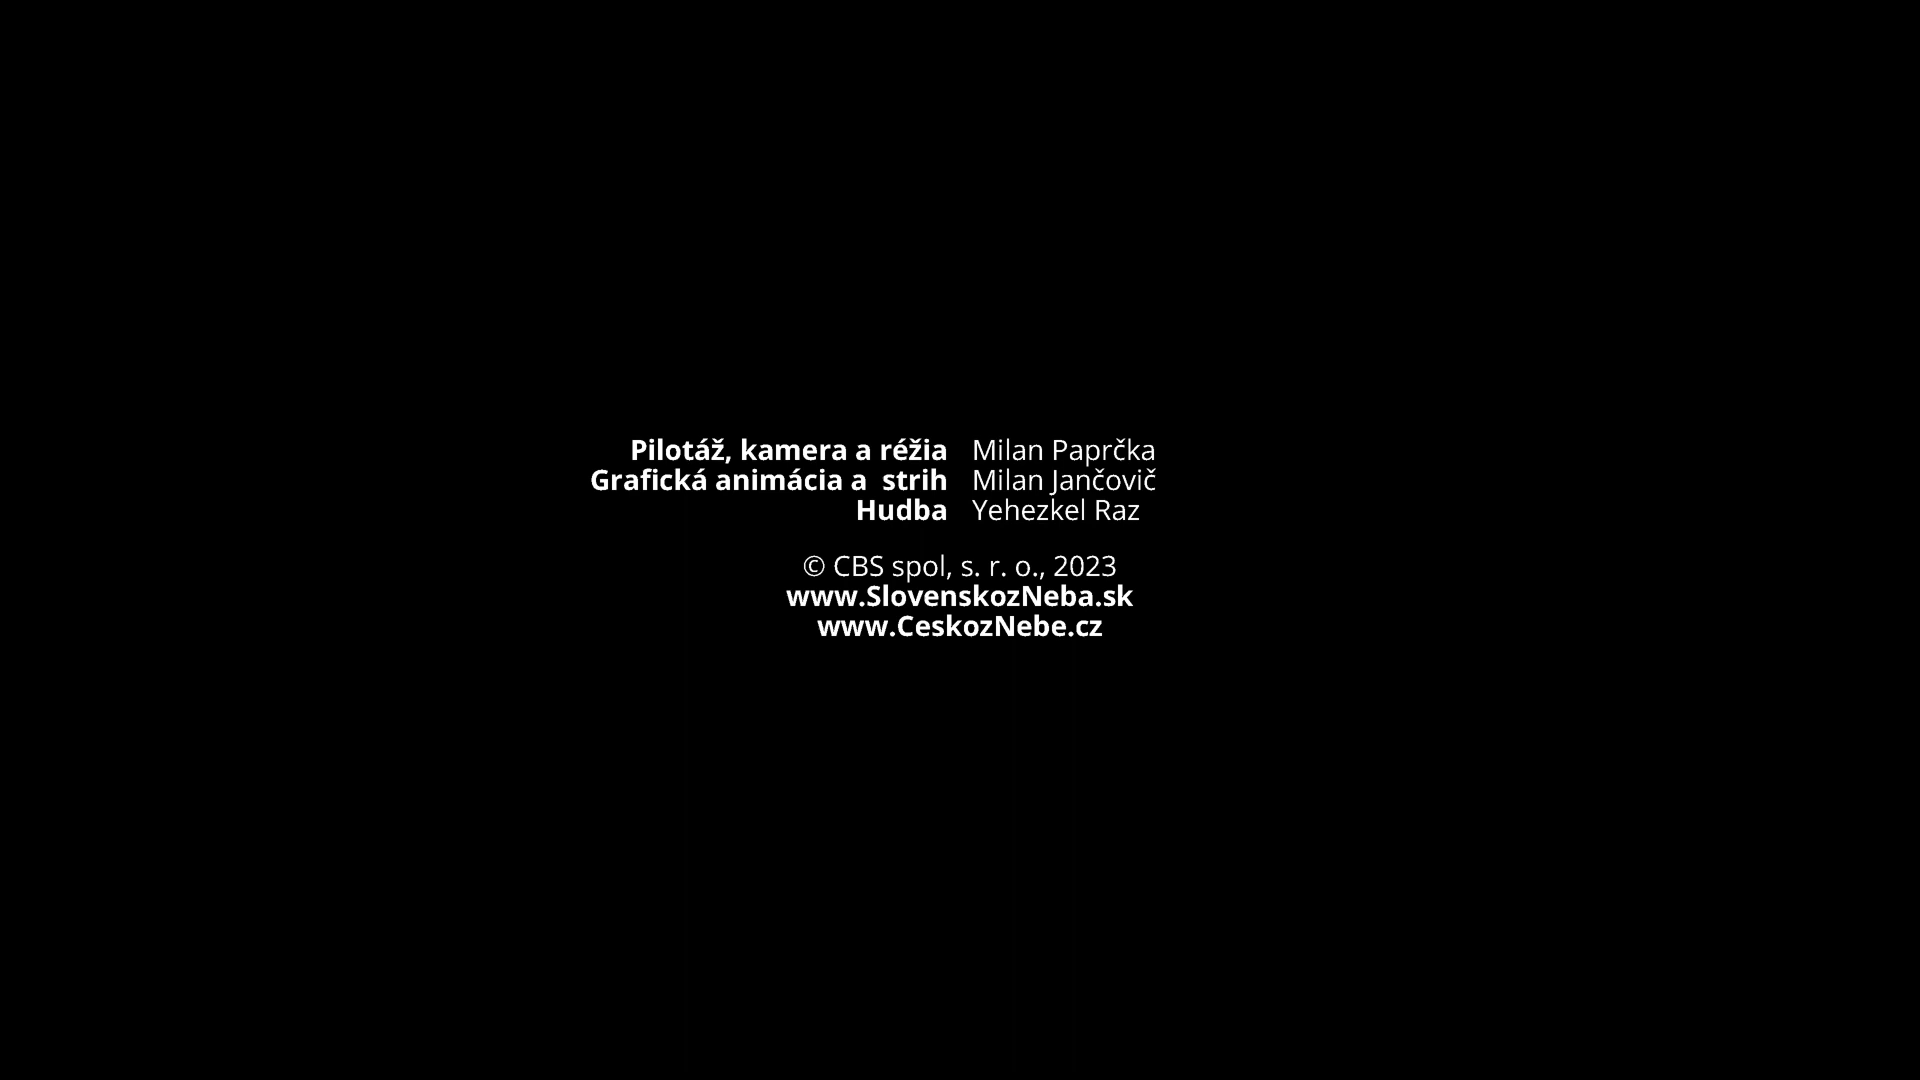 Pilotáž, kamera a réžia Milan Paprčka
Grafická animácia a  strih Milan Jančovič
Hudba Yehezkel Raz
© CBS spol, s. r. o., 2023
www.SlovenskozNeba.sk
www.CeskozNebe.cz